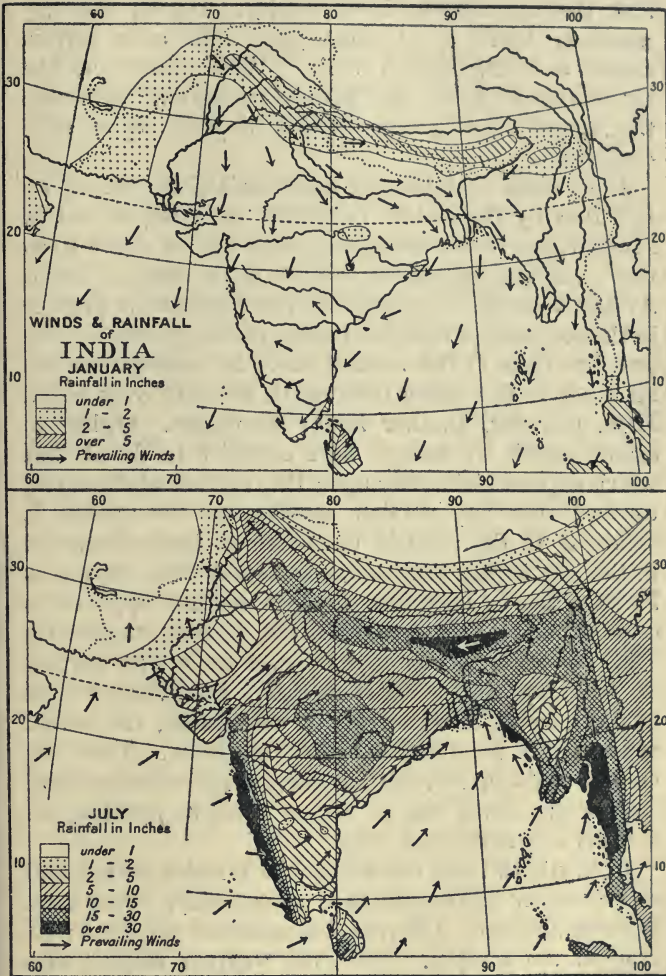 60 70 80 90 100
30 30
20 20
10 10
WINDS & RAINFALL
of
INDIA
JANUARY
Rainfall in Inches
under 1
1 - 2
2 - 5
over 5
Prevailing Winds
60 70 80 90 100
60 70 80 90 100
30 30
20 20
10 10
JULY
Rainfall in Inches
under 1
1 - 2
2 - 5
5 - 10
10 - 15
15 - 30
over 30
Prevailing Winds
60 70 80 90 100